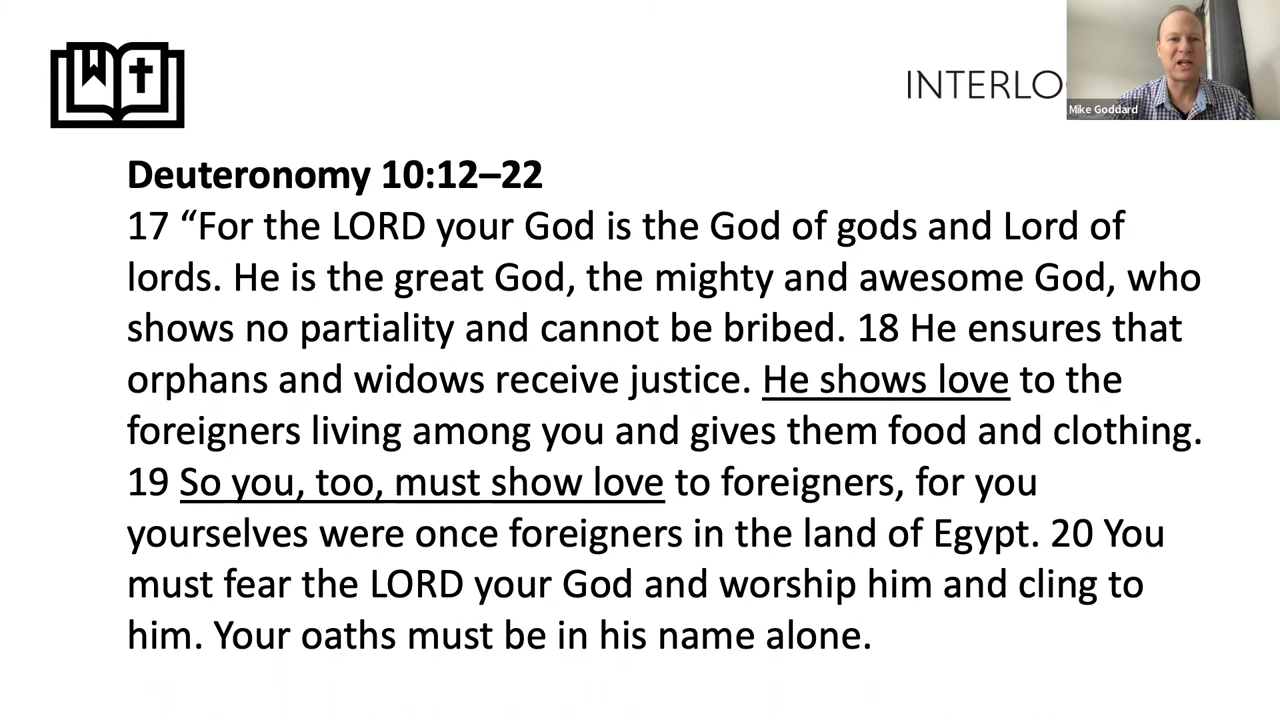 INTERLO
Mike Goddard
Deuteronomy 10:12–22
17 “For the LORD your God is the God of gods and Lord of
lords. He is the great God, the mighty and awesome God, who
shows no partiality and cannot be bribed. 18 He ensures that
orphans and widows receive justice. He shows love to the
foreigners living among you and gives them food and clothing.
19 So you, too, must show love to foreigners, for you
yourselves were once foreigners in the land of Egypt. 20 You
must fear the LORD your God and worship him and cling to
him. Your oaths must be in his name alone.